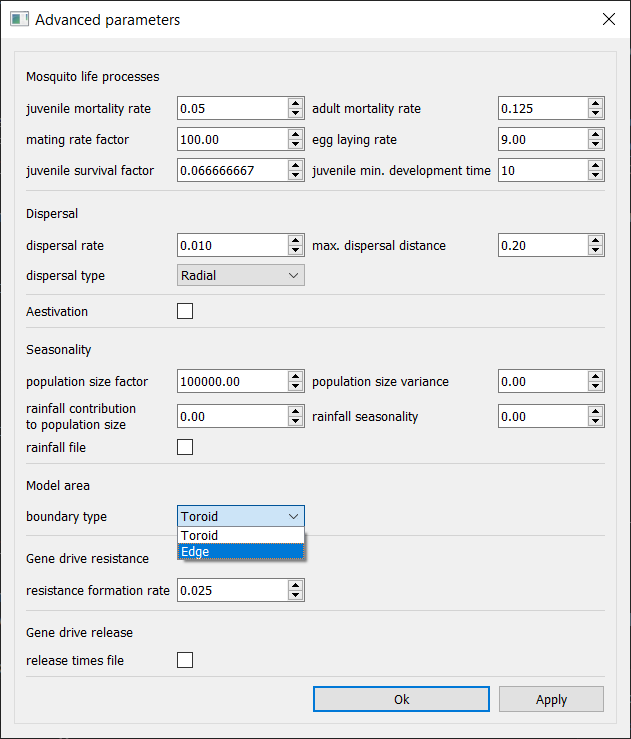 Advanced parameters
Mosquito life processes
juvenile mortality rate 0.05 adult mortality rate 0.125
mating rate factor 100.00 egg laying rate 9.00
juvenile survival factor 0.066666667 juvenile min. development time 10
Dispersal
dispersal rate 0.010 max. dispersal distance 0.20
dispersal type Radial
Aestivation
Seasonality
population size factor 100000.00 population size variance 0.00
rainfall contribution
to population size 0.00 rainfall seasonality 0.00
rainfall file
Model area
boundary type Toroid
Toroid
Edge
Gene drive resistance
resistance formation rate 0.025
Gene drive release
release times file
Ok Apply